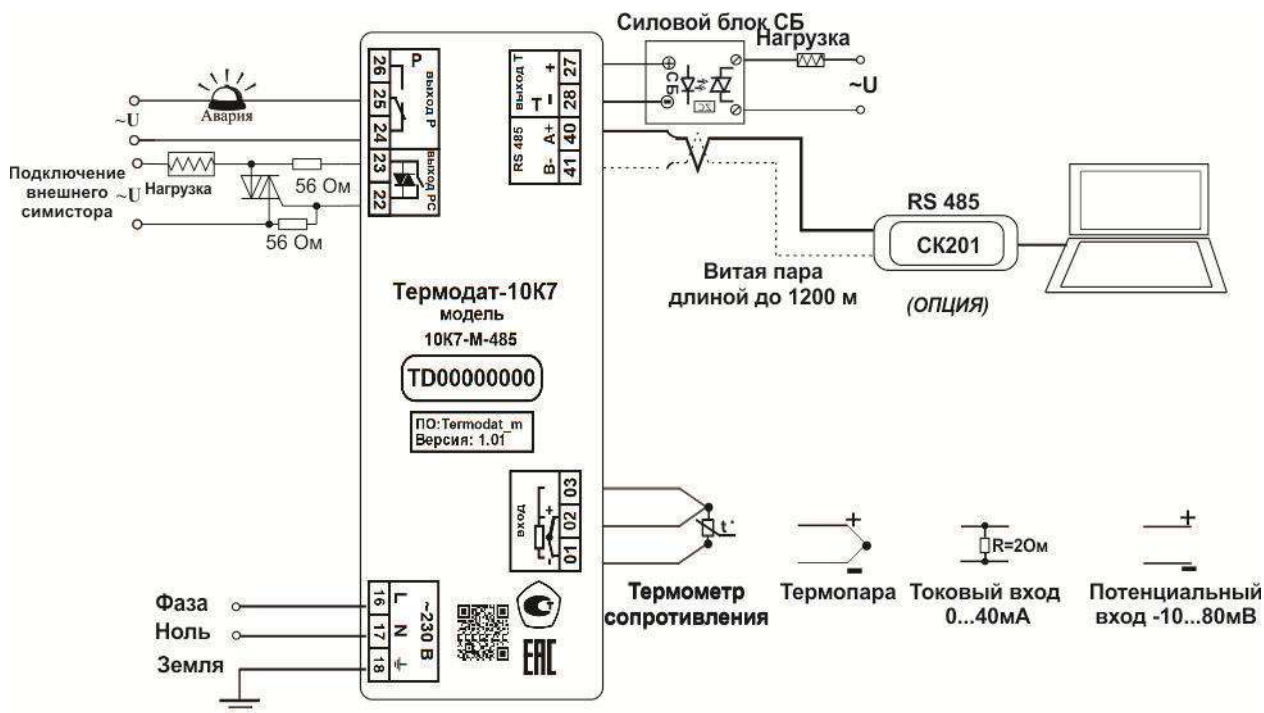 Силовой блок СБ
Нагрузка
~U
Авария
~U
Подключение
внешнего
симистора
~U
Нагрузка
56 Ом
56 Ом
26
25
24
23
22
P
выход P
выход PC
выход T
T
+
−
27
28
RS 485
A+
B-
40
41
СБ
2C
RS 485
СК201
(ОПЦИЯ)
Витая пара
длиной до 1200 м
Термодат-10К7
модель
10К7-М-485
TD00000000
ПО:Termodat_m
Версия: 1.01
вход
+
-
03
02
01
t°
Термометр
сопротивления
+
−
Термопара
R=2Ом
Токовый вход
0...40мА
+
−
Потенциальный
вход -10...80мВ
Фаза
Ноль
Земля
16
17
18
L
N
~230 В
EAC